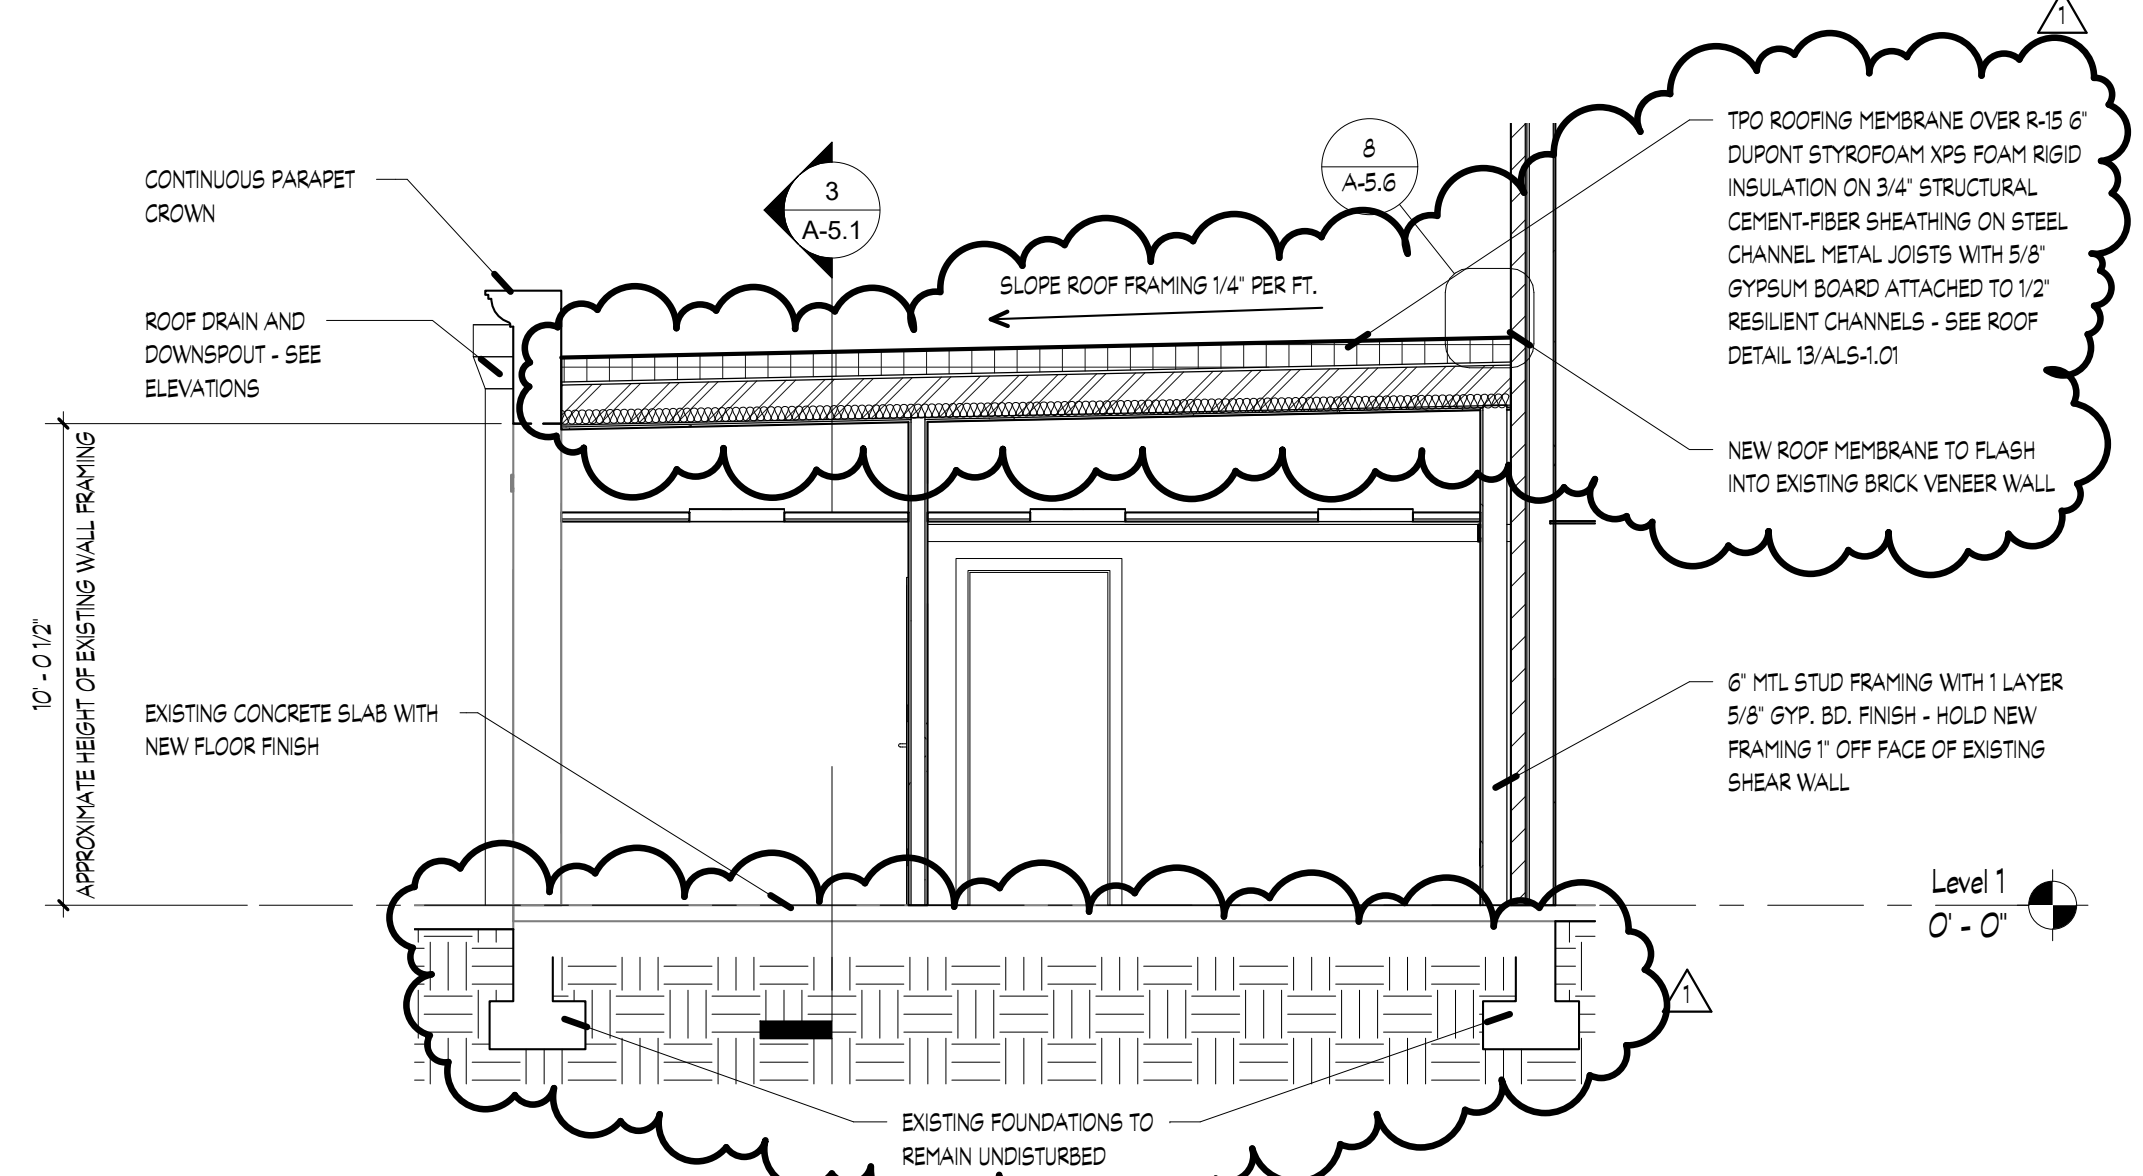 1
TPO ROOFING MEMBRANE OVER R-15 6"
DUPONT STYROFOAM XPS FOAM RIGID
INSULATION ON 3/4" STRUCTURAL
CEMENT-FIBER SHEATHING ON STEEL
CHANNEL METAL JOISTS WITH 5/8"
GYPSUM BOARD ATTACHED TO 1/2"
RESILIENT CHANNELS - SEE ROOF
DETAIL 13/ALS-1.01
8
A-5.6
3
A-5.1
CONTINUOUS PARAPET
CROWN
SLOPE ROOF FRAMING 1/4" PER FT.
ROOF DRAIN AND
DOWNSPOUT - SEE
ELEVATIONS
NEW ROOF MEMBRANE TO FLASH
INTO EXISTING BRICK VENEER WALL
10' - 0 1/2"
APPROXIMATE HEIGHT OF EXISTING WALL FRAMING
EXISTING CONCRETE SLAB WITH
NEW FLOOR FINISH
6" MTL STUD FRAMING WITH 1 LAYER
5/8" GYP. BD. FINISH - HOLD NEW
FRAMING 1" OFF FACE OF EXISTING
SHEAR WALL
Level 1
0' - 0"
1
EXISTING FOUNDATIONS TO
REMAIN UNDISTURBED